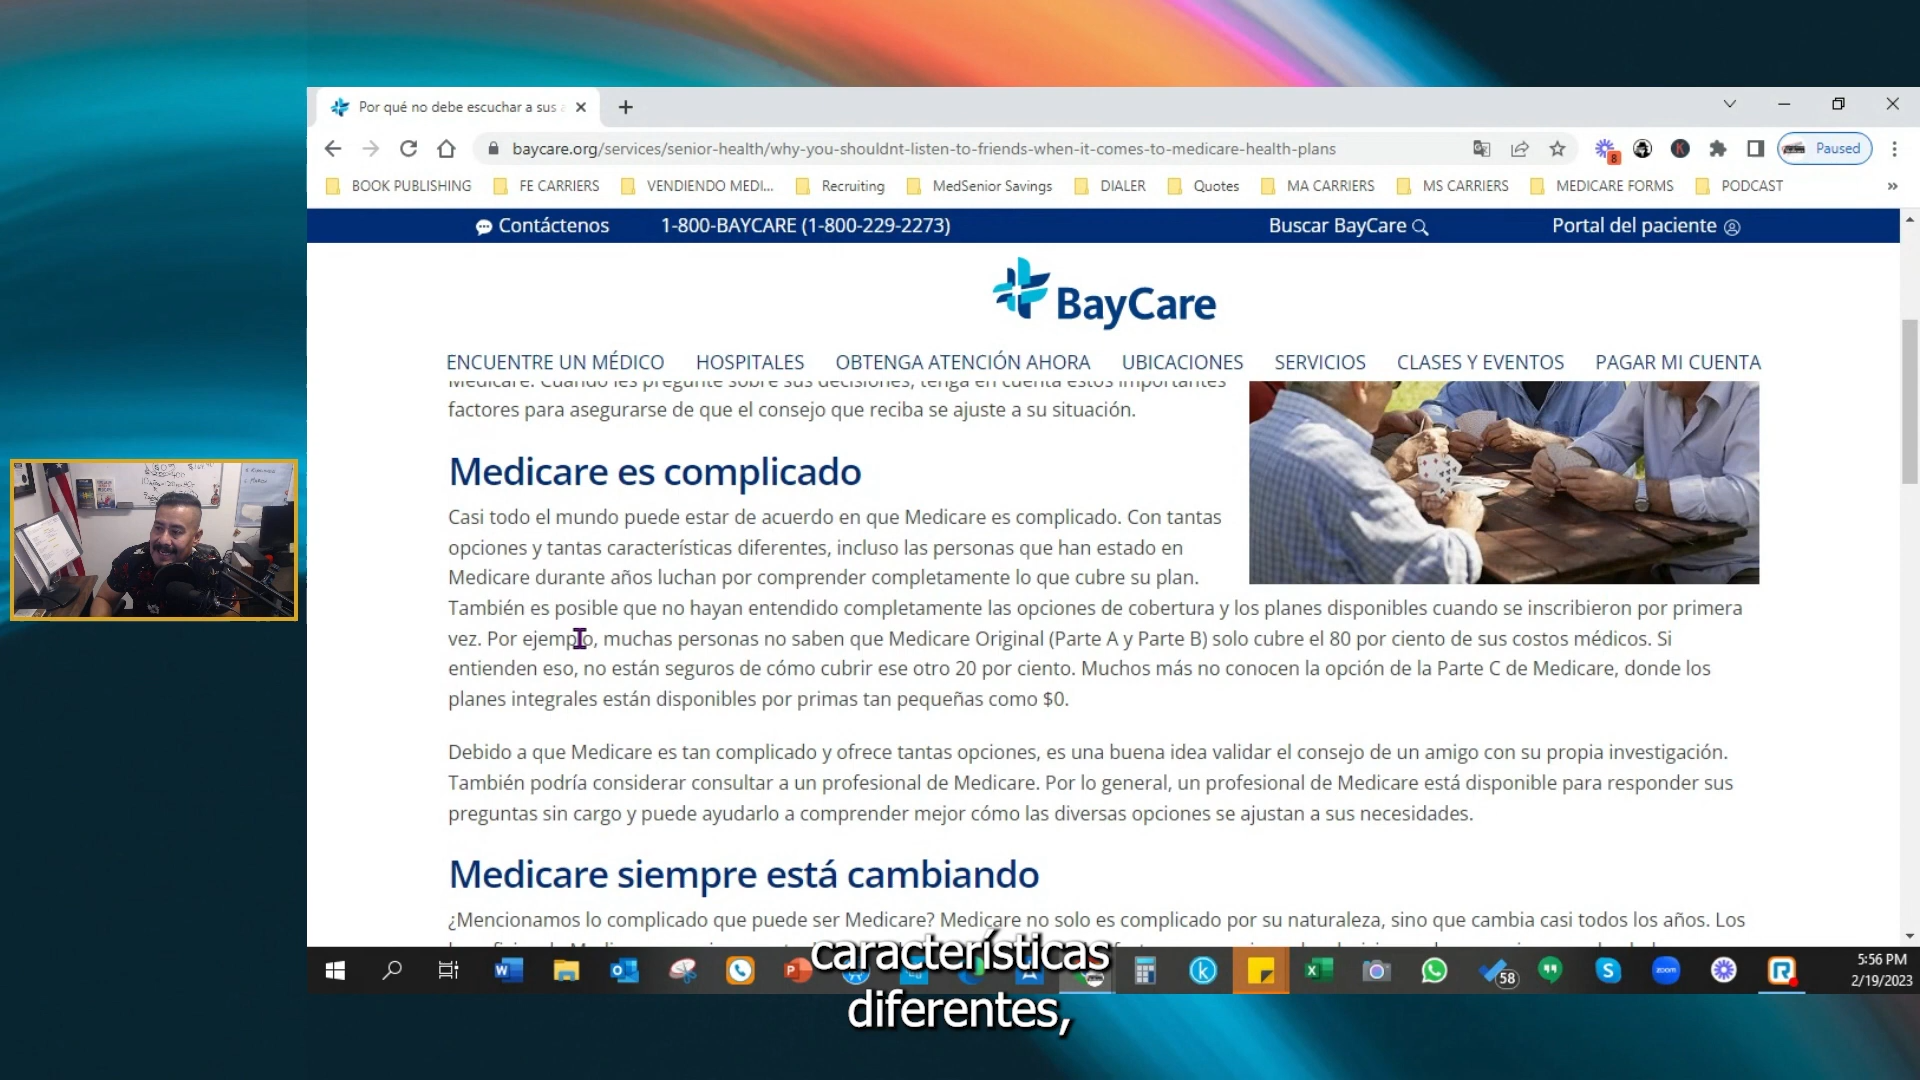 Por qué no debe escuchar a sus
baycare.org/services/senior-health/why-you-shouldnt-listen-to-friends-when-it-comes-to-medicare-health-plans
8
Paused
BOOK PUBLISHING
FE CARRIERS
VENDIENDO MEDI...
Recruiting
MedSenior Savings
DIALER
Quotes
MA CARRIERS
MS CARRIERS
MEDICARE FORMS
PODCAST
Contáctenos
1-800-BAYCARE (1-800-229-2273)
Buscar BayCare
Portal del paciente
BayCare
ENCUENTRE UN MÉDICO
HOSPITALES
OBTENGA ATENCIÓN AHORA
UBICACIONES
SERVICIOS
CLASES Y EVENTOS
PAGAR MI CUENTA
Medicare. Cuando les pregunte sobre sus decisiones, tenga en cuenta estos importantes
factores para asegurarse de que el consejo que reciba se ajuste a su situación.
Medicare es complicado
Casi todo el mundo puede estar de acuerdo en que Medicare es complicado. Con tantas
opciones y tantas características diferentes, incluso las personas que han estado en
Medicare durante años luchan por comprender completamente lo que cubre su plan.
También es posible que no hayan entendido completamente las opciones de cobertura y los planes disponibles cuando se inscribieron por primera
vez. Por ejemplo, muchas personas no saben que Medicare Original (Parte A y Parte B) solo cubre el 80 por ciento de sus costos médicos. Si
entienden eso, no están seguros de cómo cubrir ese otro 20 por ciento. Muchos más no conocen la opción de la Parte C de Medicare, donde los
planes integrales están disponibles por primas tan pequeñas como $0.
Debido a que Medicare es tan complicado y ofrece tantas opciones, es una buena idea validar el consejo de un amigo con su propia investigación.
También podría considerar consultar a un profesional de Medicare. Por lo general, un profesional de Medicare está disponible para responder sus
preguntas sin cargo y puede ayudarlo a comprender mejor cómo las diversas opciones se ajustan a sus necesidades.
Medicare siempre está cambiando
¿Mencionamos lo complicado que puede ser Medicare? Medicare no solo es complicado por su naturaleza, sino que cambia casi todos los años. Los
características
diferentes,
58
zoom
5:56 PM
2/19/2023